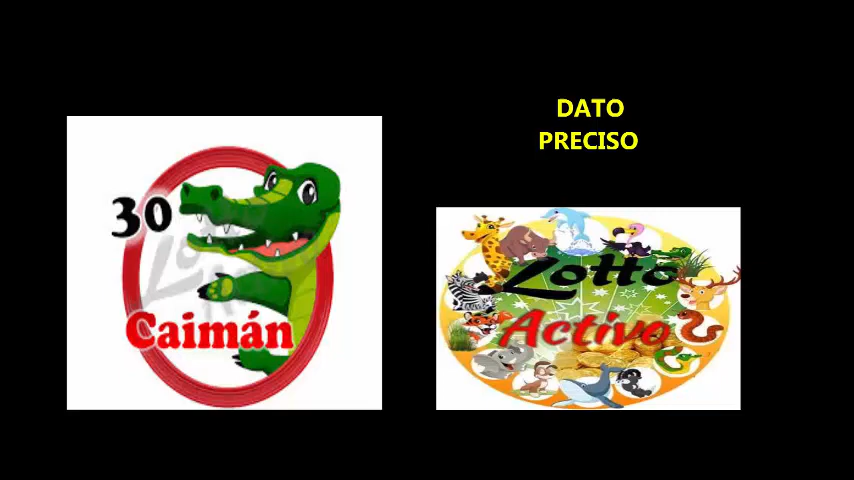 DATO
PRECISO
30
Caimán
Lotto
Activo